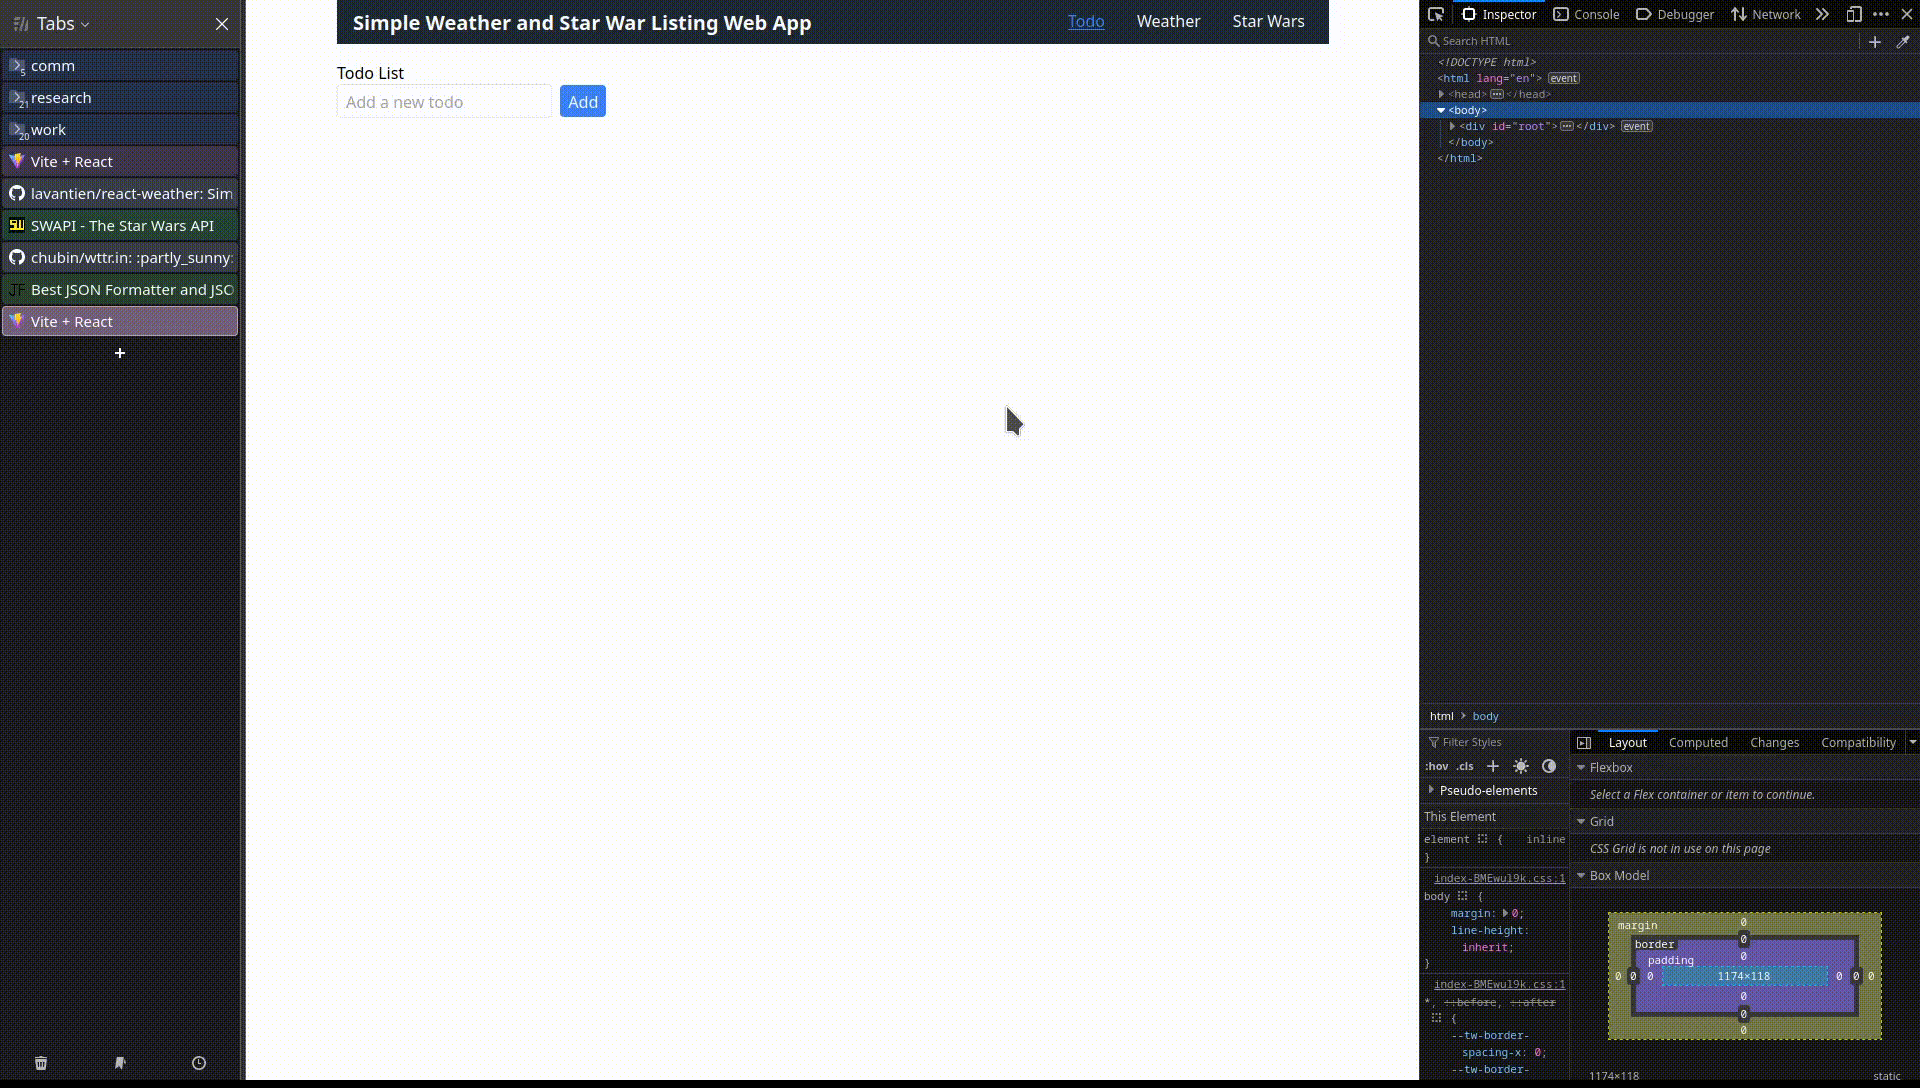 Tabs
comm
5
research
21
work
20
Vite + React
lavantien/react-weather: Sim
SWAPI - The Star Wars API
chubin/wttr.in: :partly_sunny:
JF Best JSON Formatter and JSO
Vite + React
Simple Weather and Star War Listing Web App
Todo Weather Star Wars
Todo List
Add a new todo
Add
Inspector Console Debugger Network
Search HTML
<!DOCTYPE html>
<html lang="en"> event
<head> </head>
<body>
<div id="root"> </div> event
</body>
</html>
html > body
Filter Styles
:hov .cls
Pseudo-elements
This Element
element { inline
}
index-BMEwul9k.css:1
body {
margin: 0;
line-height:
inherit;
}
index-BMEwul9k.css:1
*, ::before, ::after
{
--tw-border-
spacing-x: 0;
--tw-border-
Layout Computed Changes Compatibility
Flexbox
Select a Flex container or item to continue.
Grid
CSS Grid is not in use on this page
Box Model
margin 0
border 0
padding 0
0 0 0 1174×118 0 0 0
0
0
0
1174×118 static